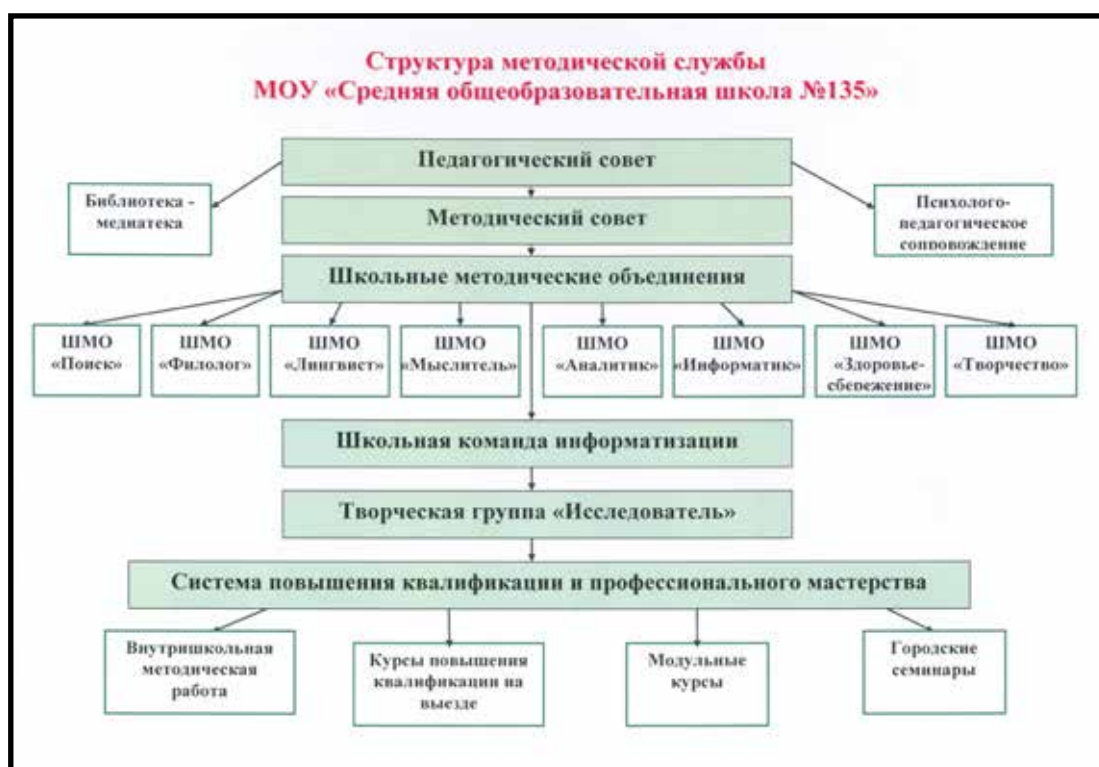 Структура методической службы
МОУ «Средняя общеобразовательная школа №135»
Педагогический совет
Библиотека -
медиатека
Психолого-
педагогическое
сопровождение
Методический совет
Школьные методические объединения
ШМО
«Поиск»
ШМО
«Филолог»
ШМО
«Лингвист»
ШМО
«Мыслитель»
ШМО
«Аналитик»
ШМО
«Информатик»
ШМО
«Здоровье-
сбережение»
ШМО
«Творчество»
Школьная команда информатизации
Творческая группа «Исследователь»
Система повышения квалификации и профессионального мастерства
Внутришкольная
методическая
работа
Курсы повышения
квалификации на
выезде
Модульные
курсы
Городские
семинары